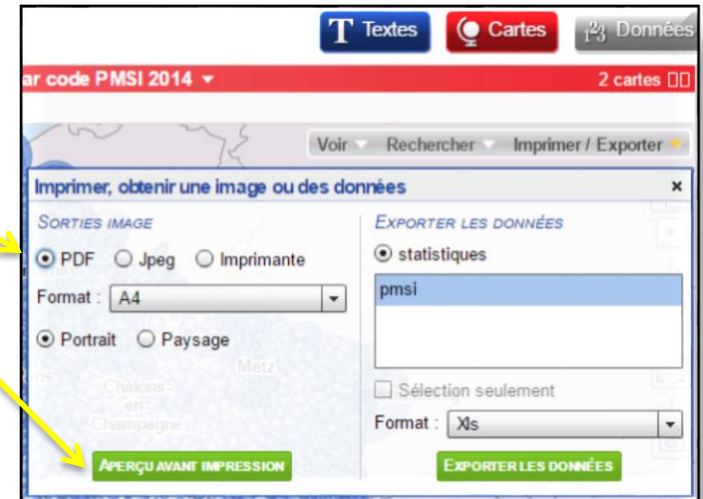 T Textes Cartes 123 Données
ar code PMSI 2014 2 cartes
Voir Rechercher Imprimer / Exporter
Imprimer, obtenir une image ou des données ×
SORTIES IMAGE
PDF Jpeg Imprimante
Format : A4
Portrait Paysage
Metz
Châlons-
en-
Champagne
APERÇU AVANT IMPRESSION
EXPORTER LES DONNÉES
statistiques
pmsi
Sélection seulement
Format : Xls
EXPORTER LES DONNÉES